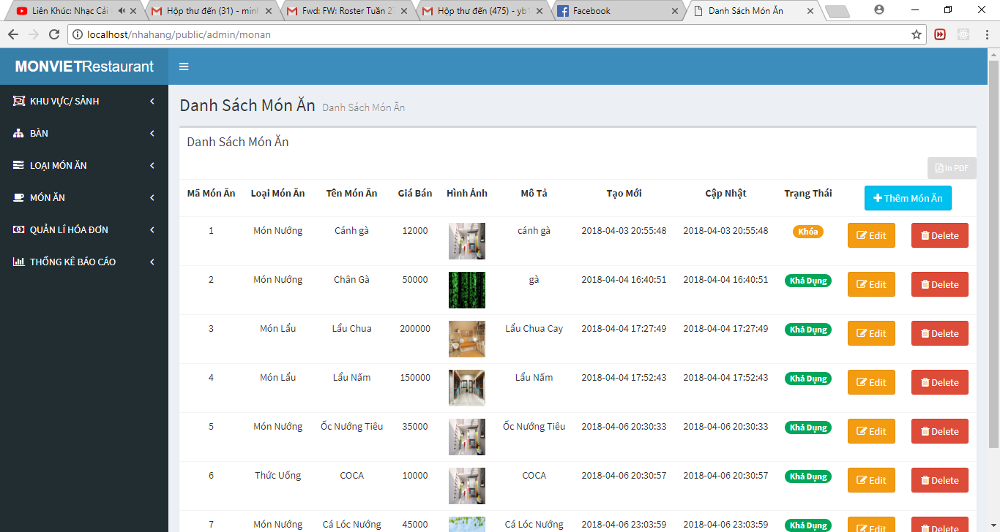 Liên Khúc: Nhạc Cải
Hộp thư đến (31) - minh
Fwd: FW: Roster Tuần 27
Hộp thư đến (475) - yb1
Facebook
Danh Sách Món Ăn
localhost/nhahang/public/admin/monan
MONVIETRestaurant
KHU VỰC/ SẢNH
BÀN
LOẠI MÓN ĂN
MÓN ĂN
QUẢN LÍ HÓA ĐƠN
THỐNG KÊ BÁO CÁO
Danh Sách Món Ăn Danh Sách Món Ăn
Danh Sách Món Ăn
In PDF
Mã Món Ăn Loại Món Ăn Tên Món Ăn Giá Bán Hình Ảnh Mô Tả Tạo Mới Cập Nhật Trạng Thái Thêm Món Ăn
1 Món Nướng Cánh gà 12000 cánh gà 2018-04-03 20:55:48 2018-04-03 20:55:48 Khóa Edit Delete
2 Món Nướng Chân Gà 50000 gà 2018-04-04 16:40:51 2018-04-04 16:40:51 Khả Dụng Edit Delete
3 Món Lẩu Lẩu Chua 200000 Lẩu Chua Cay 2018-04-04 17:27:49 2018-04-04 17:27:49 Khả Dụng Edit Delete
4 Món Lẩu Lẩu Nấm 150000 Lẩu Nấm 2018-04-04 17:52:43 2018-04-04 17:52:43 Khả Dụng Edit Delete
5 Món Nướng Ốc Nướng Tiêu 35000 Ốc Nướng Tiêu 2018-04-06 20:30:33 2018-04-06 20:30:33 Khả Dụng Edit Delete
6 Thức Uống COCA 10000 COCA 2018-04-06 20:30:57 2018-04-06 20:30:57 Khả Dụng Edit Delete
7 Món Nướng Cá Lóc Nướng 45000 Cá Lóc Nướng 2018-04-06 23:03:59 2018-04-06 23:03:59 Khả Dụng Edit Delete